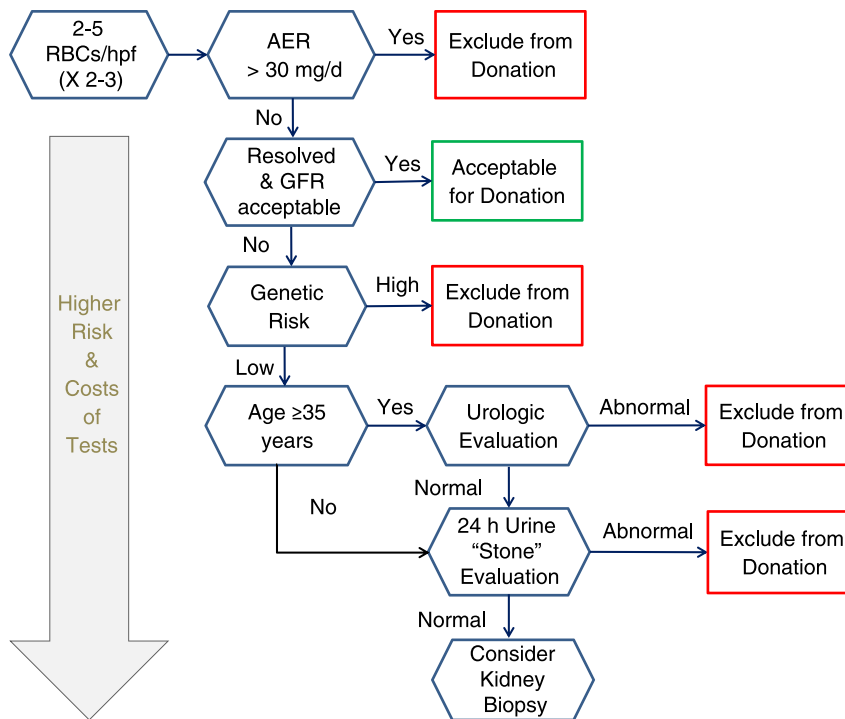 2-5
RBCs/hpf
(X 2-3)
AER
> 30 mg/d
Yes
Exclude from
Donation
No
Resolved
& GFR
acceptable
Yes
Acceptable
for Donation
No
Genetic
Risk
High
Exclude from
Donation
Low
Age ≥35
years
Yes
Urologic
Evaluation
Abnormal
Exclude from
Donation
No
Normal
24 h Urine
“Stone”
Evaluation
Abnormal
Exclude from
Donation
Normal
Consider
Kidney
Biopsy
Higher
Risk
&
Costs
of
Tests